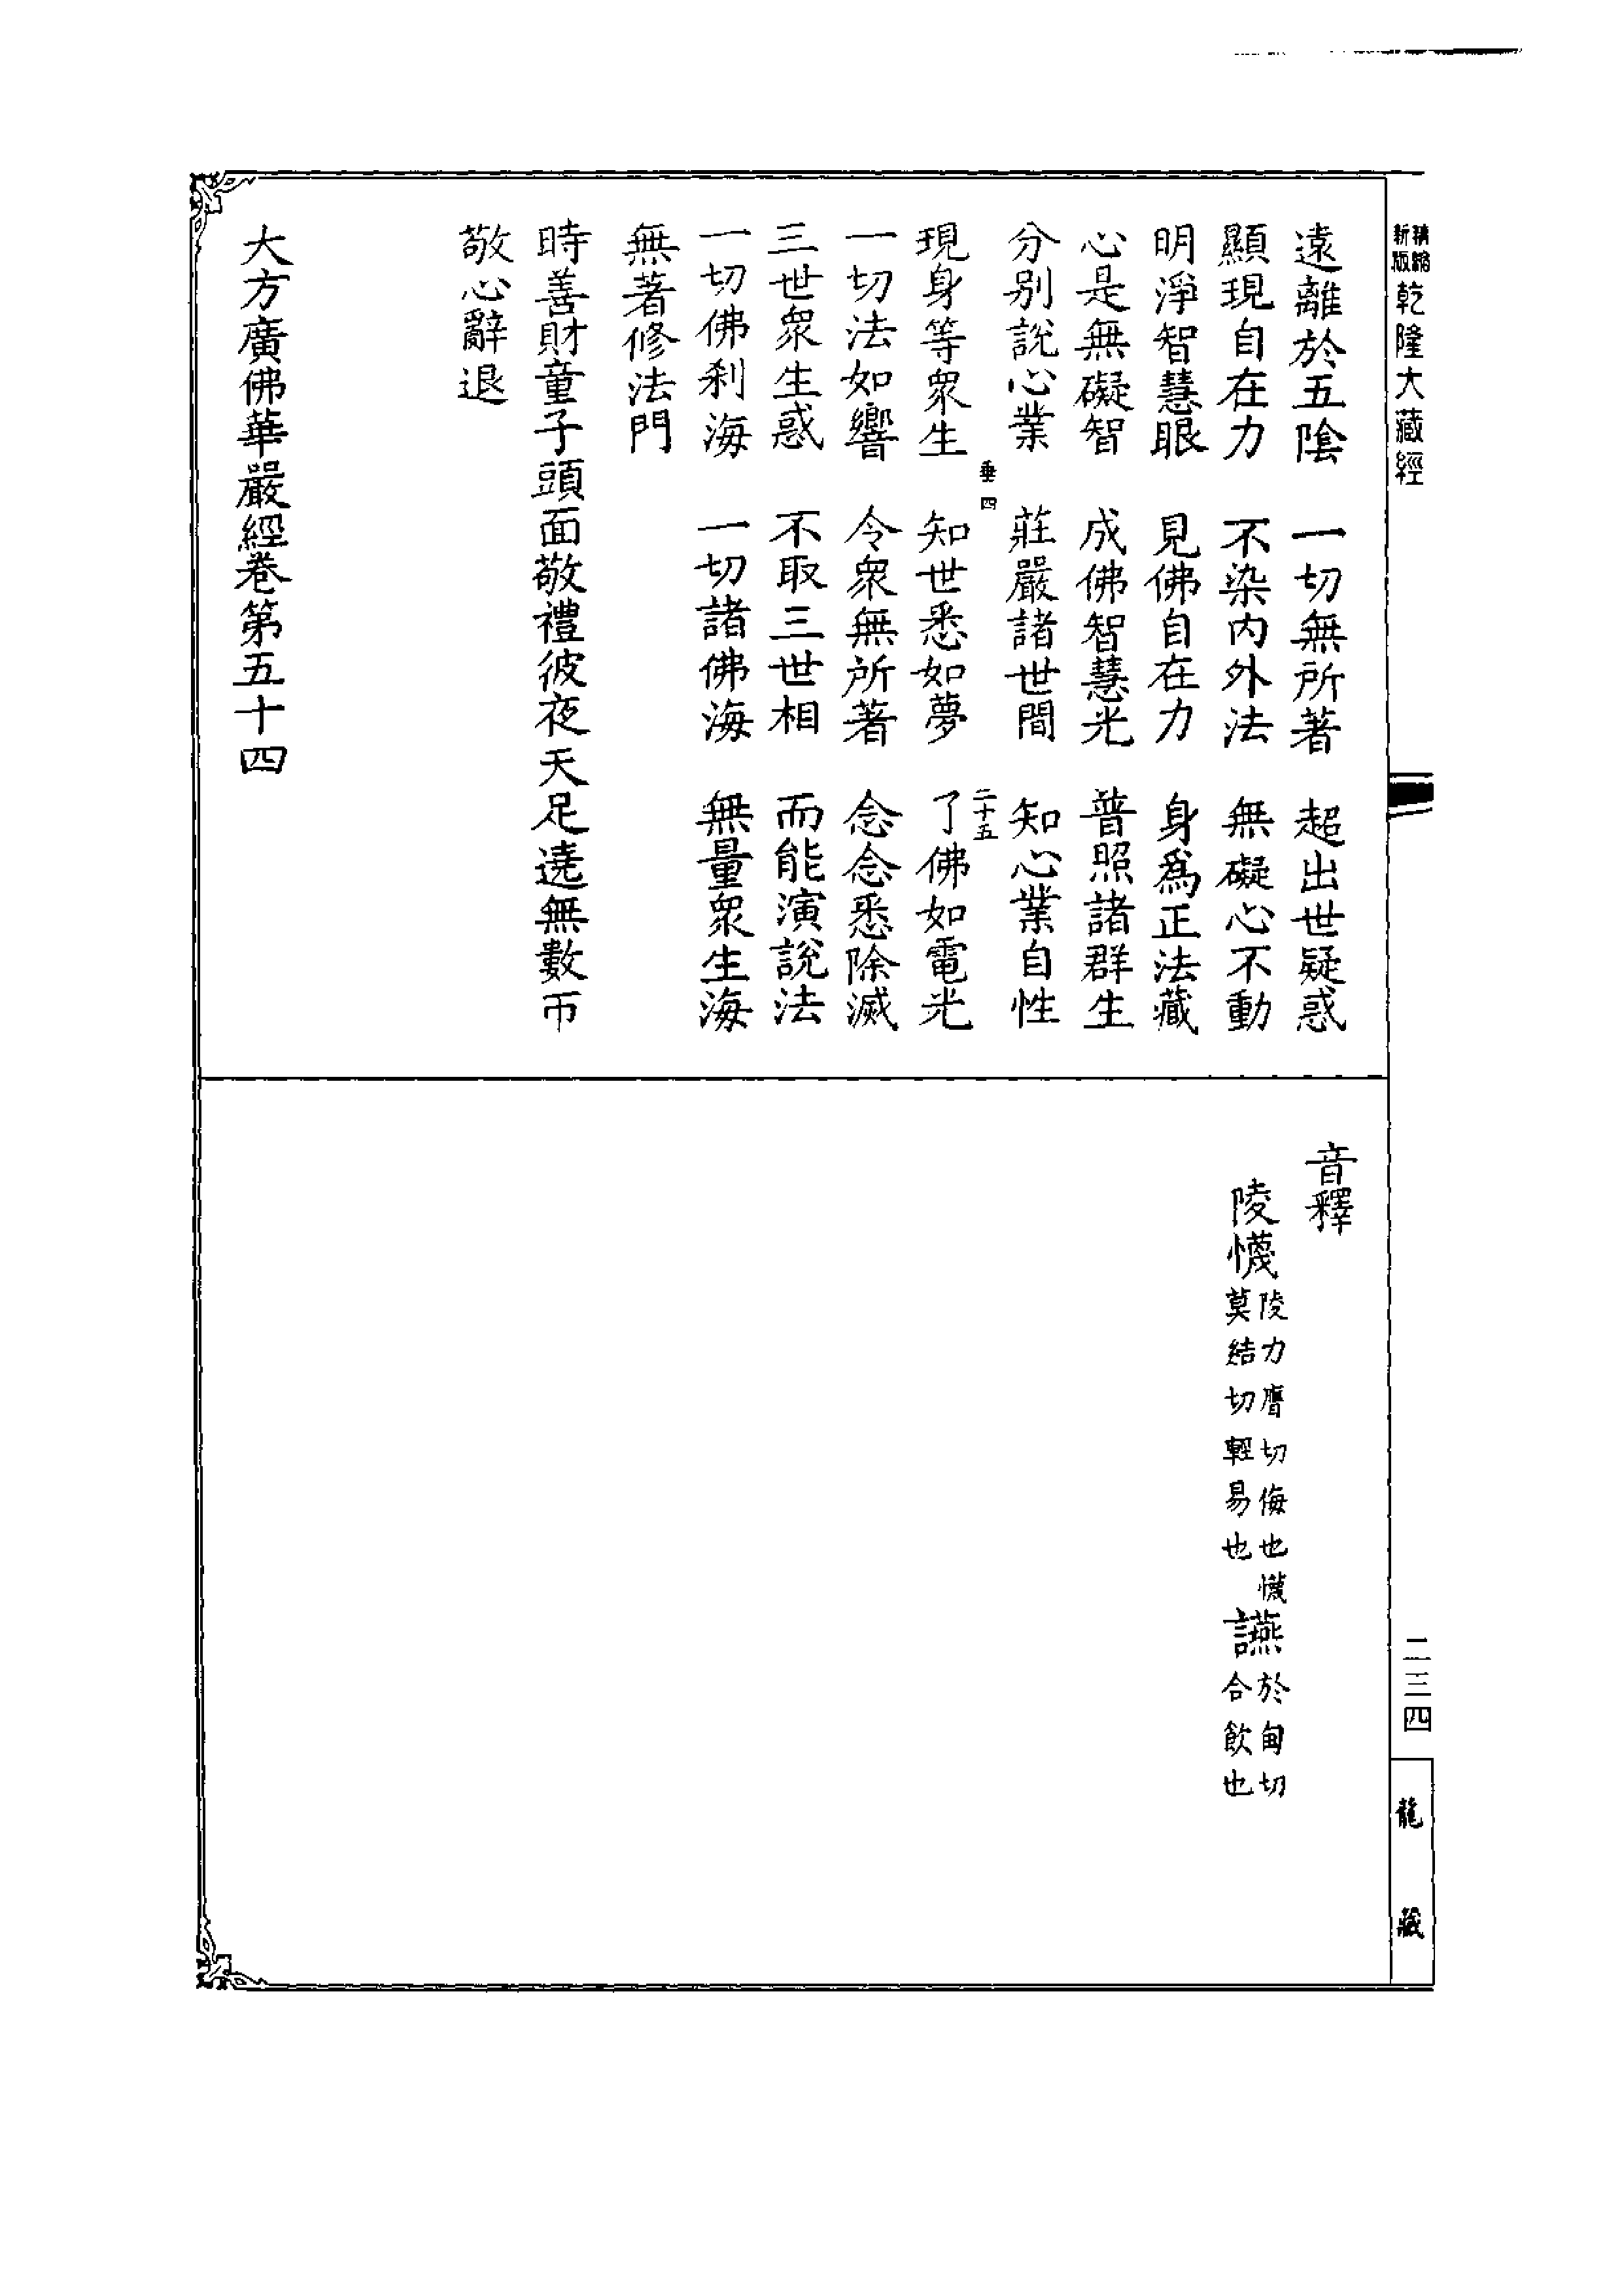 精縮
新版
乾隆大藏經
遠離於五陰　一切無所著　超出世疑惑
顯現自在力　不染內外法　無礙心不動
明淨智慧眼　見佛自在力　身爲正法藏
心是無礙智　成佛智慧光　普照諸群生
分別說心業　莊嚴諸世間　知心業自性
垂四　二十五
現身等衆生　知世悉如夢　了佛如電光
一切法如響　令衆無所著　念念悉除滅
三世衆生惑　不取三世相　而能演說法
一切佛刹海　一切諸佛海　無量衆生海
無著修法門
時善財童子頭面敬禮彼夜天足遶無數帀
敬心辭退
大方廣佛華嚴經卷第五十四
音釋
陵懱陵力膺切侮也懱莫結切輕易也讌於甸切合飲也
二三四
龍藏